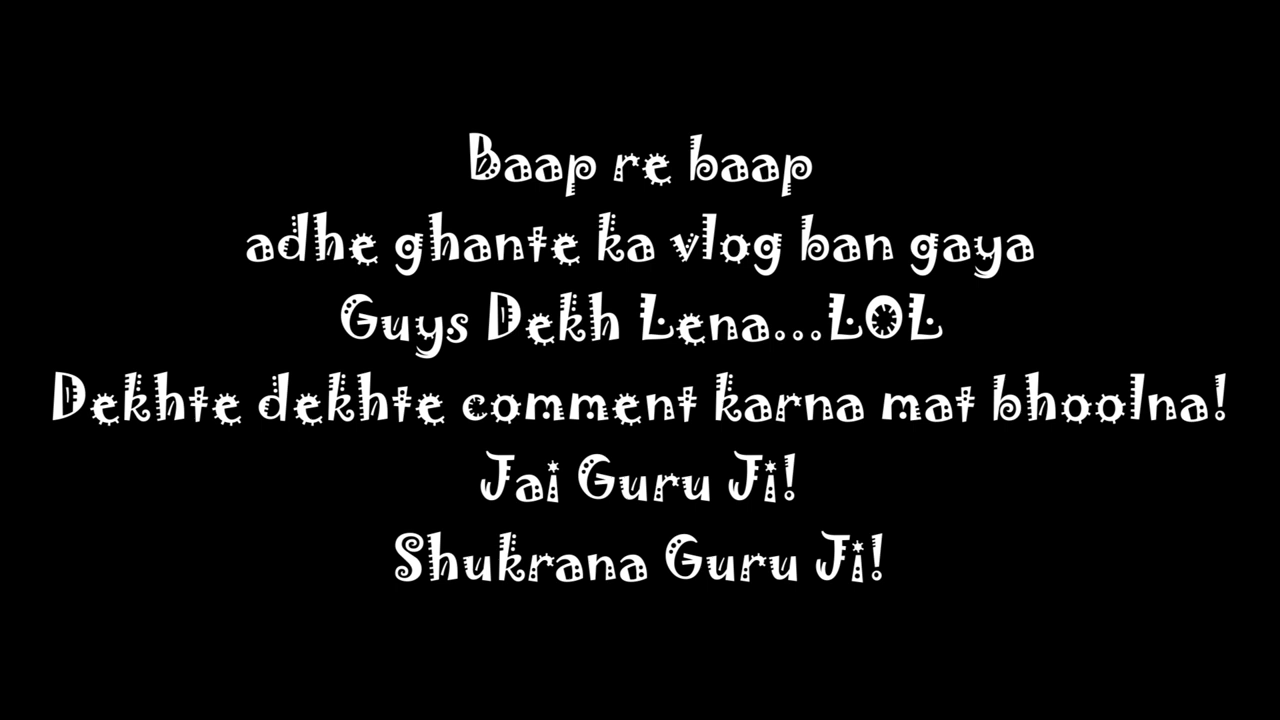 Baap re baap
adhe ghante ka vlog ban gaya
Guys Dekh Lena...LOL
Dekhte dekhte comment karna mat bhoolna!
Jai Guru Ji!
Shukrana Guru Ji!